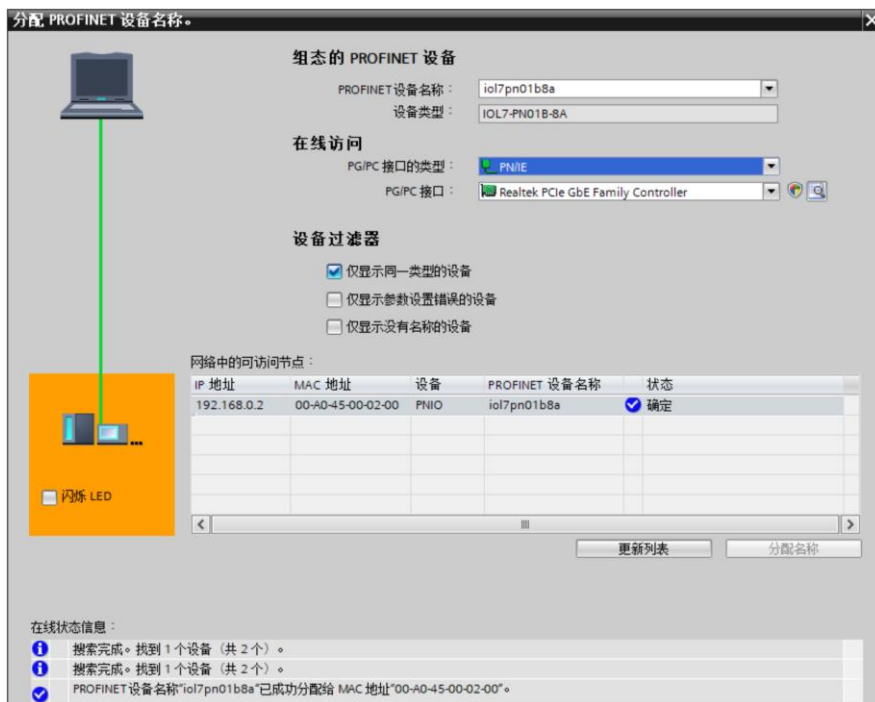 分配 PROFINET 设备名称。
组态的 PROFINET 设备
PROFINET设备名称： iol7pn01b8a
设备类型： IOL7-PN01B-8A
在线访问
PG/PC 接口的类型： PN/IE
PG/PC 接口： Realtek PCIe GbE Family Controller
设备过滤器
仅显示同一类型的设备
仅显示参数设置错误的设备
仅显示没有名称的设备
网络中的可访问节点：
IP 地址 MAC 地址 设备 PROFINET 设备名称 状态
192.168.0.2 00-A0-45-00-02-00 PNIO iol7pn01b8a 确定
闪烁 LED
更新列表 分配名称
在线状态信息：
搜索完成。找到 1 个设备（共 2 个）。
搜索完成。找到 1 个设备（共 2 个）。
PROFINET设备名称"iol7pn01b8a"已成功分配给 MAC 地址"00-A0-45-00-02-00"。